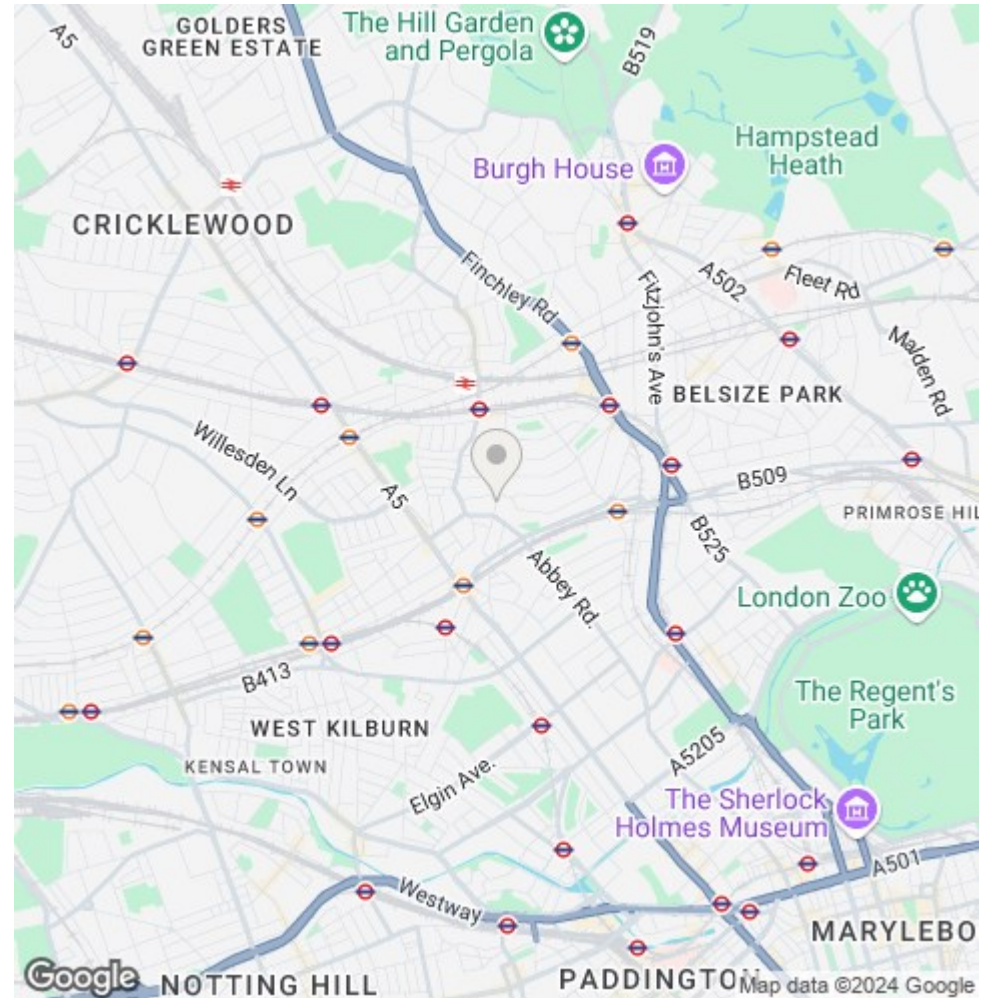 GOLDERS
GREEN ESTATE
A5
The Hill Garden
and Pergola
B519
Hampstead
Heath
Burgh House
CRICKLEWOOD
Finchley Rd
Fitzjohn's Ave
A502
Fleet Rd
Malden Rd
BELSIZE PARK
Willesden Ln
A5
B509
B525
PRIMROSE HIL
Abbey Rd.
London Zoo
B413
The Regent's
Park
WEST KILBURN
KENSAL TOWN
Elgin Ave.
A5205
The Sherlock
Holmes Museum
A501
Westway
MARYLEBO
Google
NOTTING HILL
PADDINGTON
Map data ©2024 Google